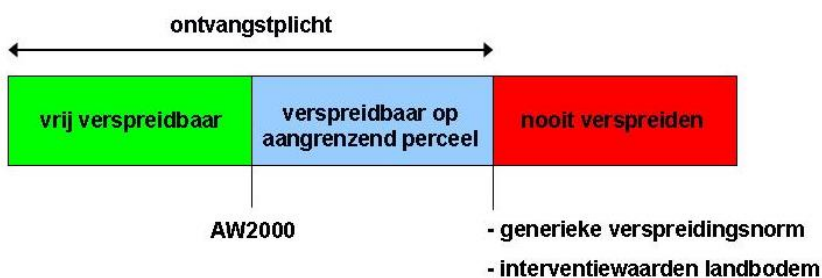 ontvangstplicht
vrij verspreidbaar
verspreidbaar op
aangrenzend perceel
nooit verspreiden
AW2000
- generieke verspreidingsnorm
- interventiewaarden landbodem